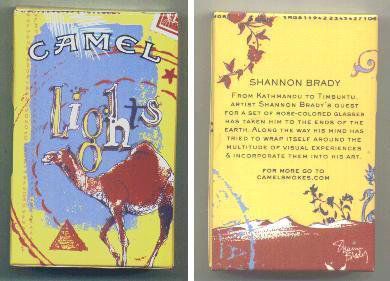 CAMEL
Lights
SHANNON BRADY
FROM KATHMANDU TO TIMBUKTU,
ARTIST SHANNON BRADY'S QUEST
FOR A SET OF ROSE-COLORED GLASSES
HAS TAKEN HIM TO THE ENDS OF THE
EARTH. ALONG THE WAY HIS MIND HAS
TRIED TO WRAP ITSELF AROUND THE
MULTITUDE OF VISUAL EXPERIENCES
& INCORPORATE THEM INTO HIS ART.
FOR MORE GO TO
CAMELSMOKES.COM
Shannon
Brady